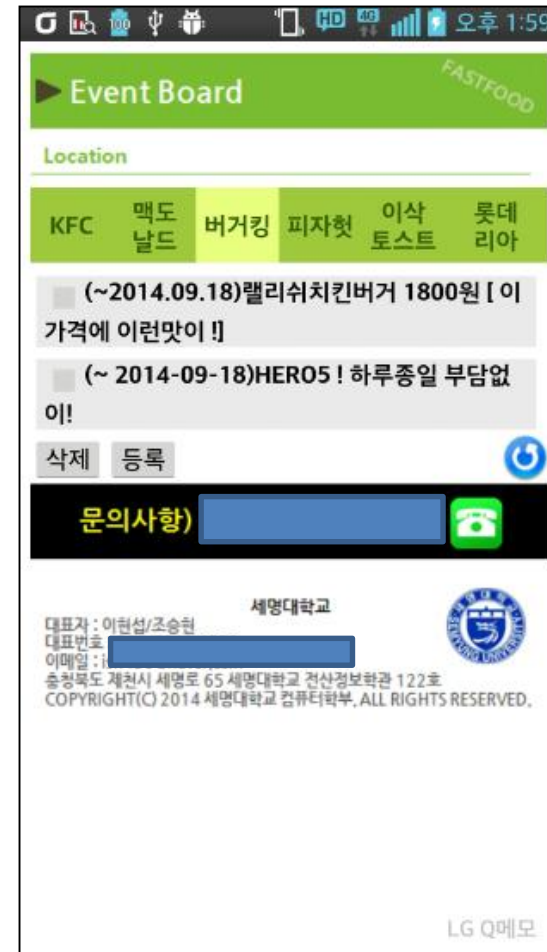 오후 1:59
Event Board
FASTFOOD
Location
KFC
맥도
날드
버거킹
피자헛
이삭
토스트
롯데
리아
(~2014.09.18)랠리쉬치킨버거 1800원 [ 이
가격에 이런맛이 !]
(~ 2014-09-18)HERO5 ! 하루종일 부담없
이!
삭제
등록
문의사항)
세명대학교
대표자 : 이현섭/조승현
대표번호
이메일 :
충청북도 제천시 세명로 65 세명대학교 전산정보학관 122호
COPYRIGHT(C) 2014 세명대학교 컴퓨터학부, ALL RIGHTS RESERVED.
LG Q메모